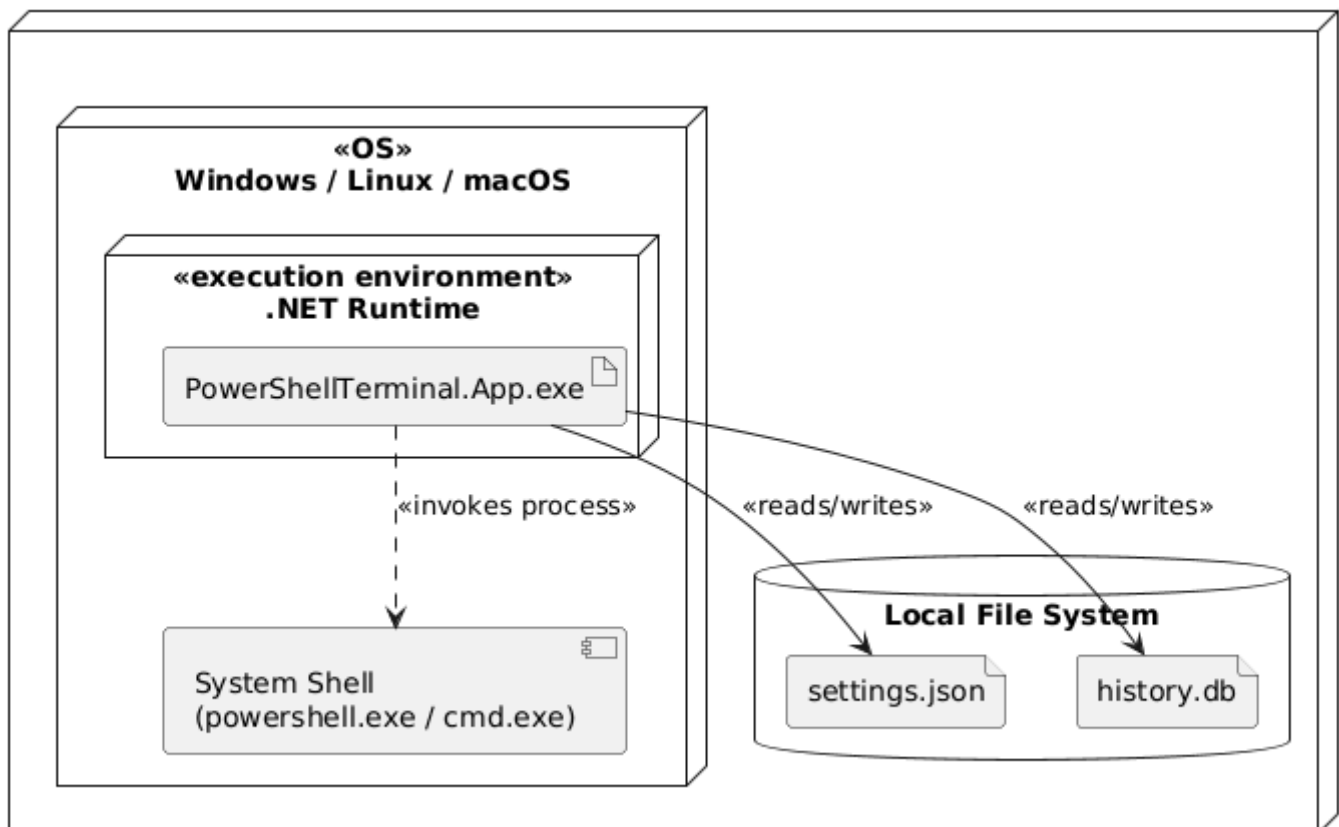 «OS»
Windows / Linux / macOS
«execution environment»
.NET Runtime
PowerShellTerminal.App.exe
«invokes process»
«reads/writes»
«reads/writes»
Local File System
System Shell
(powershell.exe / cmd.exe)
settings.json
history.db